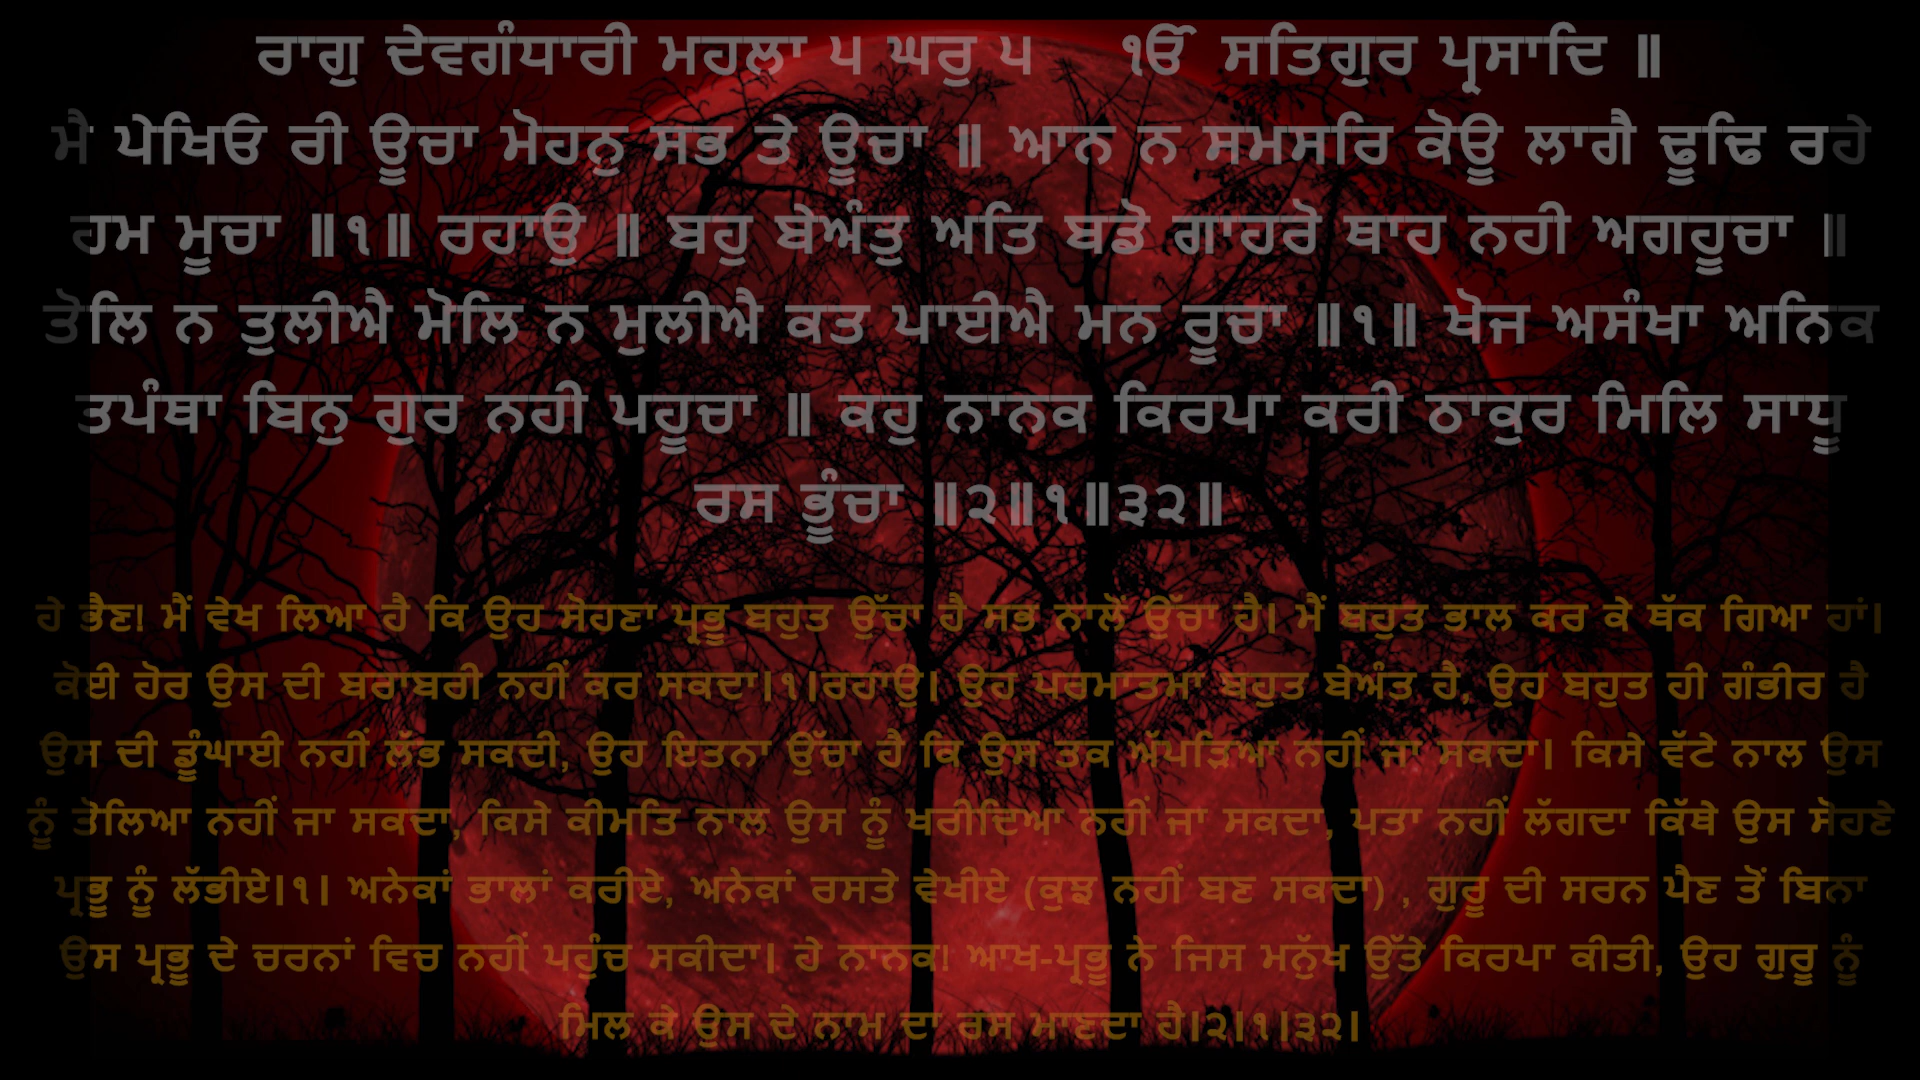 ਰਾਗੁ ਦੇਵਗੰਧਾਰੀ ਮਹਲਾ ੫ ਘਰੁ ੫ ੴ ਸਤਿਗੁਰ ਪ੍ਰਸਾਦਿ ॥
ਮੈ ਪੇਖਿਓ ਰੀ ਊਚਾ ਮੋਹਨੁ ਸਭ ਤੇ ਊਚਾ ॥ ਆਨ ਨ ਸਮਸਰਿ ਕੋਊ ਲਾਗੈ ਢੂਢਿ ਰਹੇ
ਹਮ ਮੂਚਾ ॥੧॥ ਰਹਾਉ ॥ ਬਹੁ ਬੇਅੰਤੁ ਅਤਿ ਬਡੋ ਗਾਹਰੋ ਥਾਹ ਨਹੀ ਅਗਹੂਚਾ ॥
ਤੋਲਿ ਨ ਤੁਲੀਐ ਮੋਲਿ ਨ ਮੁਲੀਐ ਕਤ ਪਾਈਐ ਮਨ ਰੂਚਾ ॥੧॥ ਖੋਜ ਅਸੰਖਾ ਅਨਿਕ
ਤਪੰਥਾ ਬਿਨੁ ਗੁਰ ਨਹੀ ਪਹੂਚਾ ॥ ਕਹੁ ਨਾਨਕ ਕਿਰਪਾ ਕਰੀ ਠਾਕੁਰ ਮਿਲਿ ਸਾਧੂ
ਰਸ ਭੂੰਚਾ ॥੨॥੧॥੩੨॥
ਹੇ ਭੈਣ! ਮੈਂ ਵੇਖ ਲਿਆ ਹੈ ਕਿ ਉਹ ਸੋਹਣਾ ਪ੍ਰਭੂ ਬਹੁਤ ਉੱਚਾ ਹੈ ਸਭ ਨਾਲੋਂ ਉੱਚਾ ਹੈ। ਮੈਂ ਬਹੁਤ ਭਾਲ ਕਰ ਕੇ ਥੱਕ ਗਿਆ ਹਾਂ।
ਕੋਈ ਹੋਰ ਉਸ ਦੀ ਬਰਾਬਰੀ ਨਹੀਂ ਕਰ ਸਕਦਾ।੧।ਰਹਾਉ। ਉਹ ਪਰਮਾਤਮਾ ਬਹੁਤ ਬੇਅੰਤ ਹੈ, ਉਹ ਬਹੁਤ ਹੀ ਗੰਭੀਰ ਹੈ
ਉਸ ਦੀ ਡੂੰਘਾਈ ਨਹੀਂ ਲੱਭ ਸਕਦੀ, ਉਹ ਇਤਨਾ ਉੱਚਾ ਹੈ ਕਿ ਉਸ ਤਕ ਅੱਪੜਿਆ ਨਹੀਂ ਜਾ ਸਕਦਾ। ਕਿਸੇ ਵੱਟੇ ਨਾਲ ਉਸ
ਨੂੰ ਤੋਲਿਆ ਨਹੀਂ ਜਾ ਸਕਦਾ, ਕਿਸੇ ਕੀਮਤਿ ਨਾਲ ਉਸ ਨੂੰ ਖਰੀਦਿਆ ਨਹੀਂ ਜਾ ਸਕਦਾ, ਪਤਾ ਨਹੀਂ ਲੱਗਦਾ ਕਿੱਥੇ ਉਸ ਸੋਹਣੇ
ਪ੍ਰਭੂ ਨੂੰ ਲੱਭੀਏ।੧। ਅਨੇਕਾਂ ਭਾਲਾਂ ਕਰੀਏ, ਅਨੇਕਾਂ ਰਸਤੇ ਵੇਖੀਏ (ਕੁਝ ਨਹੀਂ ਬਣ ਸਕਦਾ) , ਗੁਰੂ ਦੀ ਸਰਨ ਪੈਣ ਤੋਂ ਬਿਨਾ
ਉਸ ਪ੍ਰਭੂ ਦੇ ਚਰਨਾਂ ਵਿਚ ਨਹੀਂ ਪਹੁੰਚ ਸਕੀਦਾ। ਹੇ ਨਾਨਕ! ਆਖ-ਪ੍ਰਭੂ ਨੇ ਜਿਸ ਮਨੁੱਖ ਉੱਤੇ ਕਿਰਪਾ ਕੀਤੀ, ਉਹ ਗੁਰੂ ਨੂੰ
ਮਿਲ ਕੇ ਉਸ ਦੇ ਨਾਮ ਦਾ ਰਸ ਮਾਣਦਾ ਹੈ।੨।੧।੩੨।